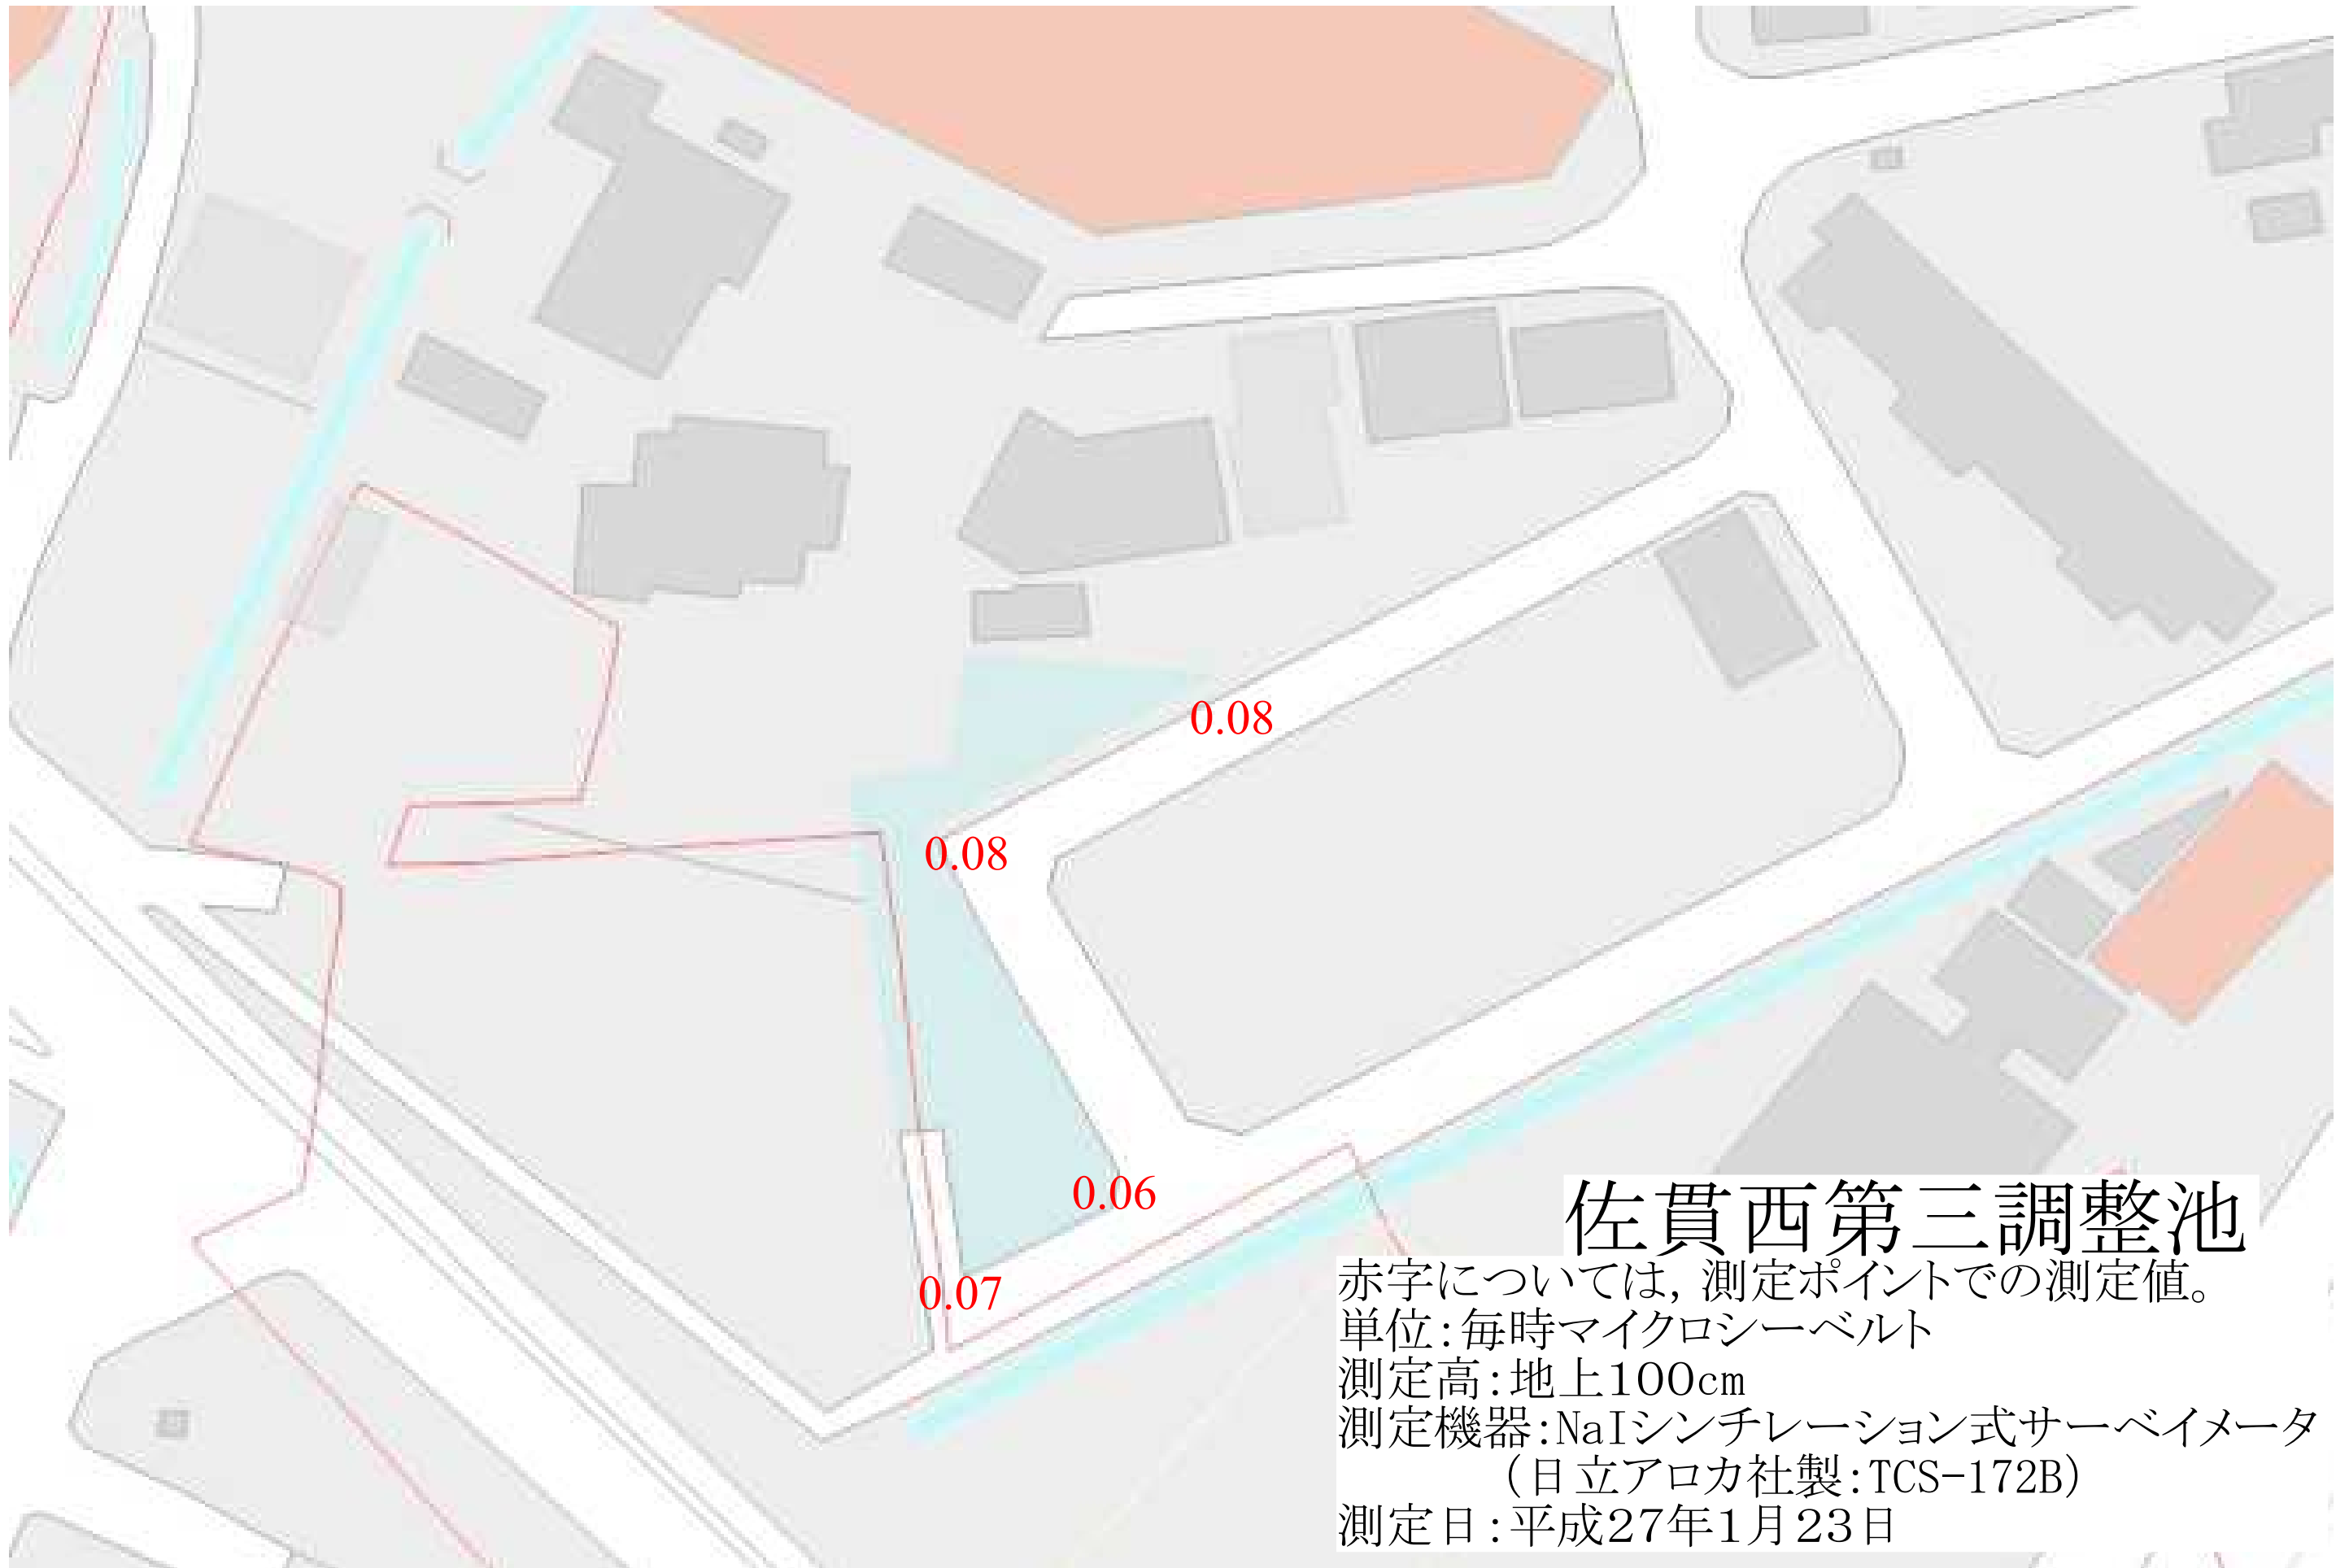 0.08
0.08
0.06
0.07
佐貫西第三調整池
赤字については，測定ポイントでの測定値。
単位：毎時マイクロシーベルト
測定高：地上100cm
測定機器：NaIシンチレーション式サーベイメータ
（日立アロカ社製：TCS-172B）
測定日：平成27年1月23日